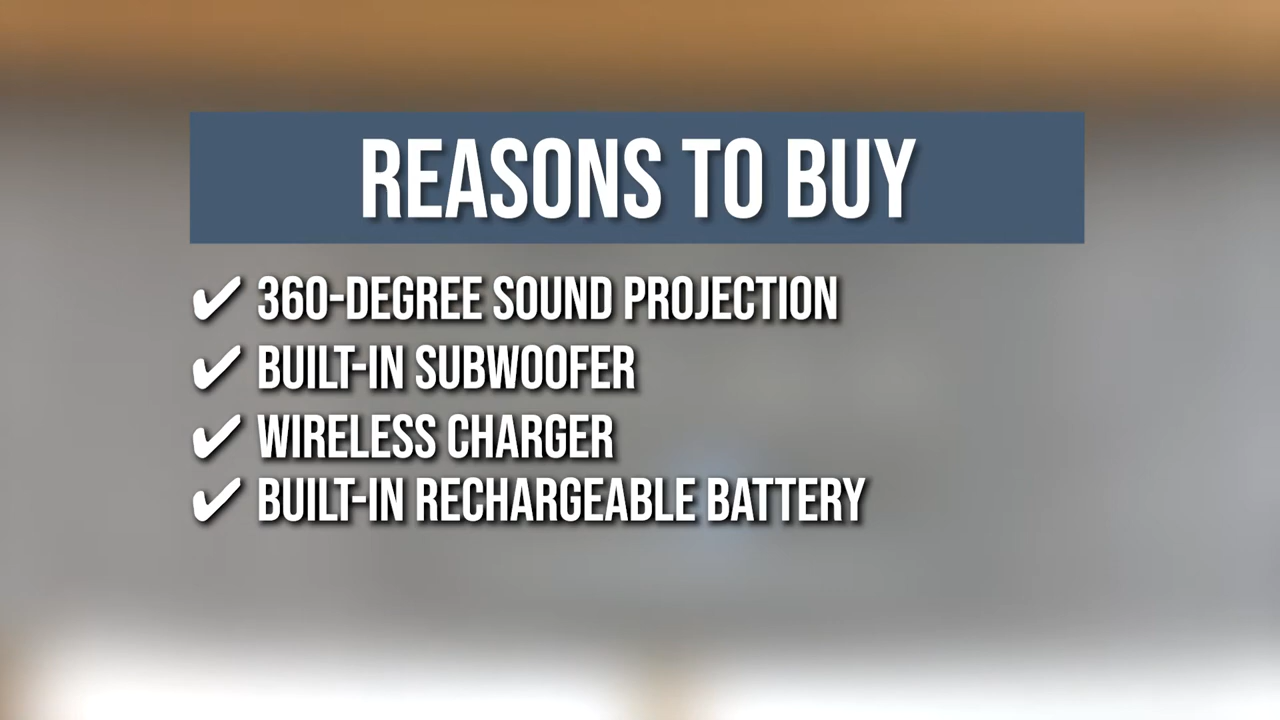 REASONS TO BUY
✔ 360-DEGREE SOUND PROJECTION
✔ BUILT-IN SUBWOOFER
✔ WIRELESS CHARGER
✔ BUILT-IN RECHARGEABLE BATTERY